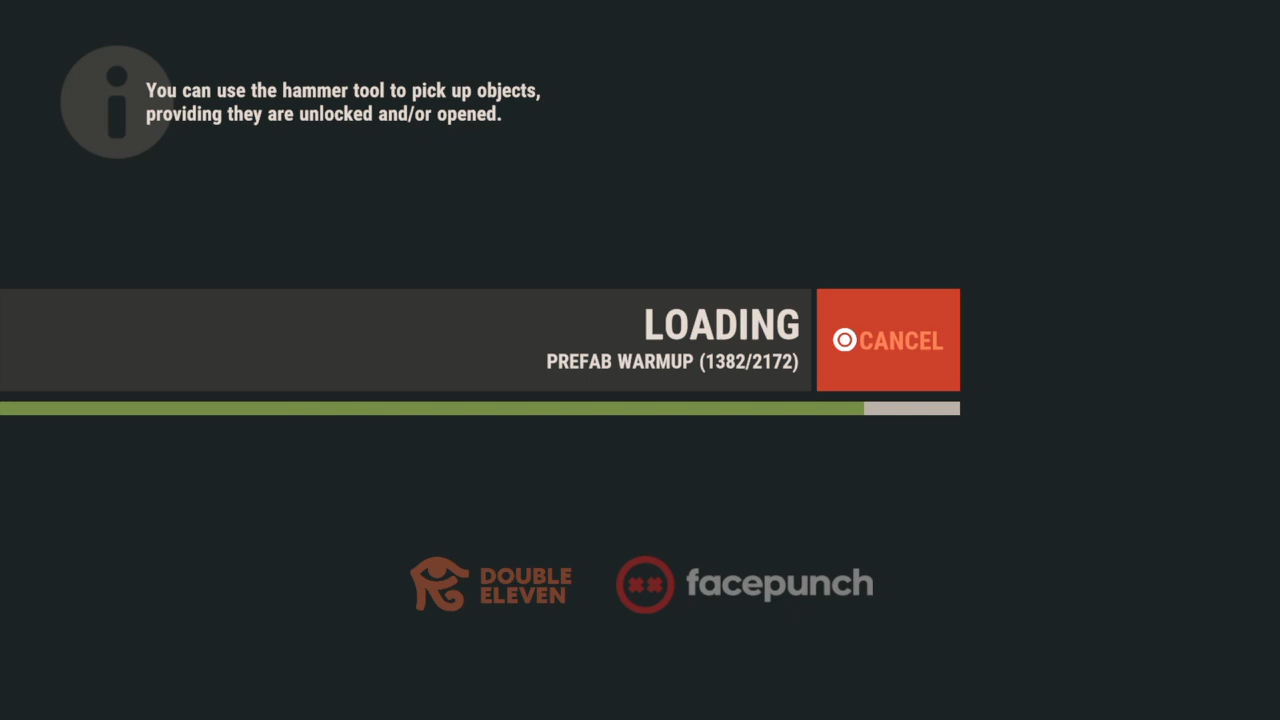 You can use the hammer tool to pick up objects,
providing they are unlocked and/or opened.
LOADING
PREFAB WARMUP (1382/2172)
CANCEL
DOUBLE
ELEVEN
facepunch